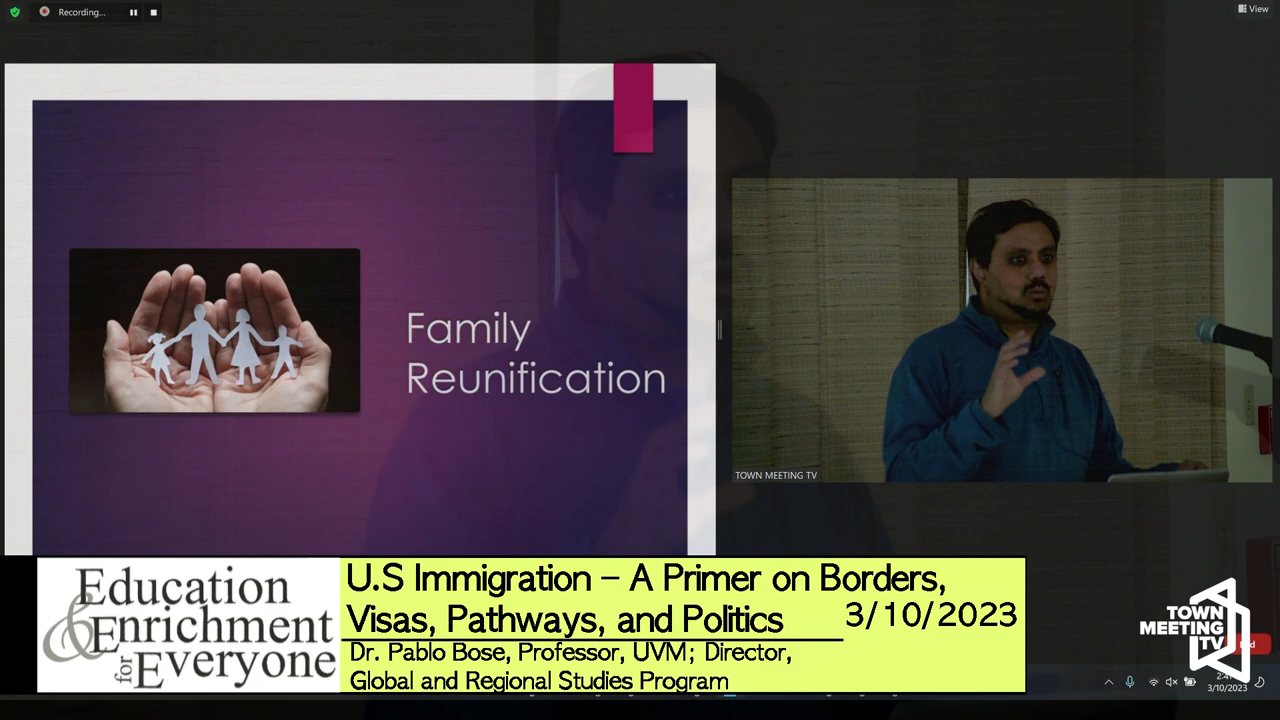 Recording...
View
Family
Reunification
TOWN MEETING TV
Education
& Enrichment
for Everyone
U.S Immigration – A Primer on Borders,
Visas, Pathways, and Politics
3/10/2023
Dr. Pablo Bose, Professor, UVM; Director,
Global and Regional Studies Program
TOWN
MEETING
TV
3/10/2023